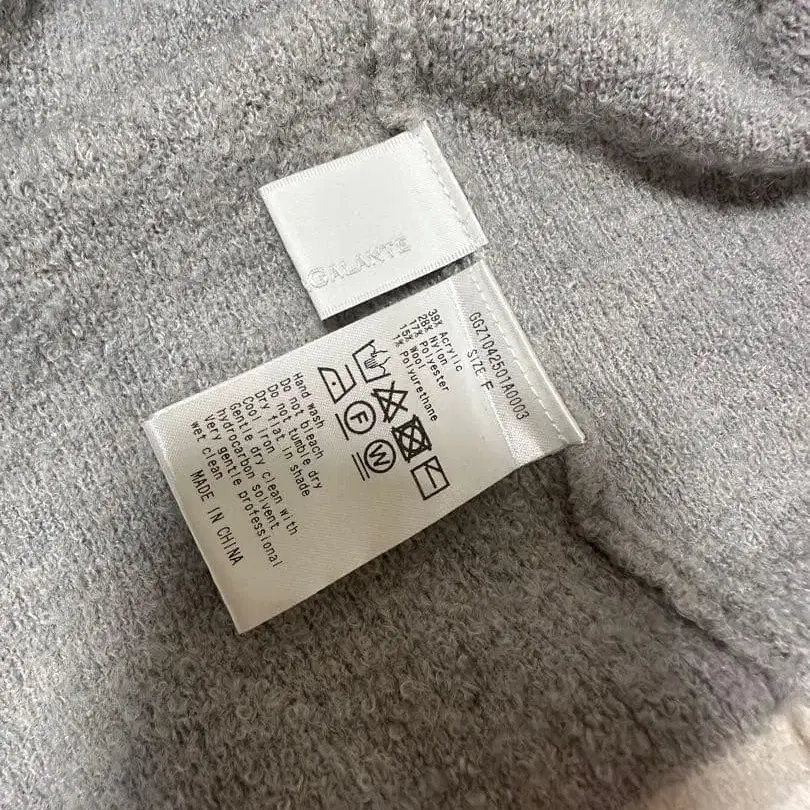 GALANTE
GGZ1042501A0003
SIZE F
39% Acrylic
28% Nylon
17% Polyester
15% Wool
1% Polyurethane
F
W
Hand wash
Do not bleach
Do not tumble dry
Dry flat in shade
Cool iron
Gentle dry clean with
hydrocarbon solvent
Very gentle professional
wet clean
MADE IN CHINA